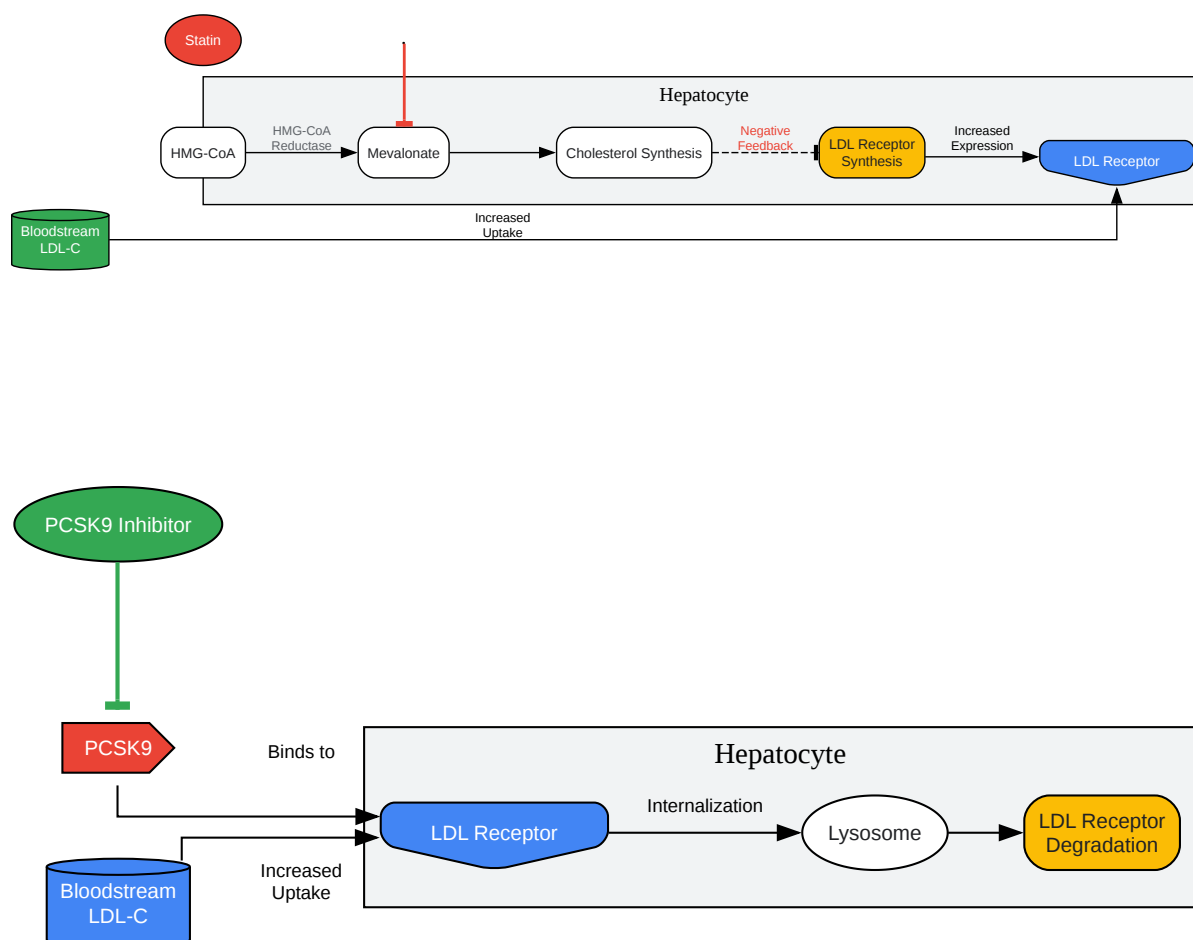 Statin
Hepatocyte
HMG-CoA
HMG-CoA
Reductase
Mevalonate
Cholesterol Synthesis
Negative
Feedback
LDL Receptor
Synthesis
Increased
Expression
LDL Receptor
Bloodstream
LDL-C
Increased
Uptake
PCSK9 Inhibitor
PCSK9
Binds to
Hepatocyte
LDL Receptor
Internalization
Lysosome
LDL Receptor
Degradation
Increased
Uptake
Bloodstream
LDL-C